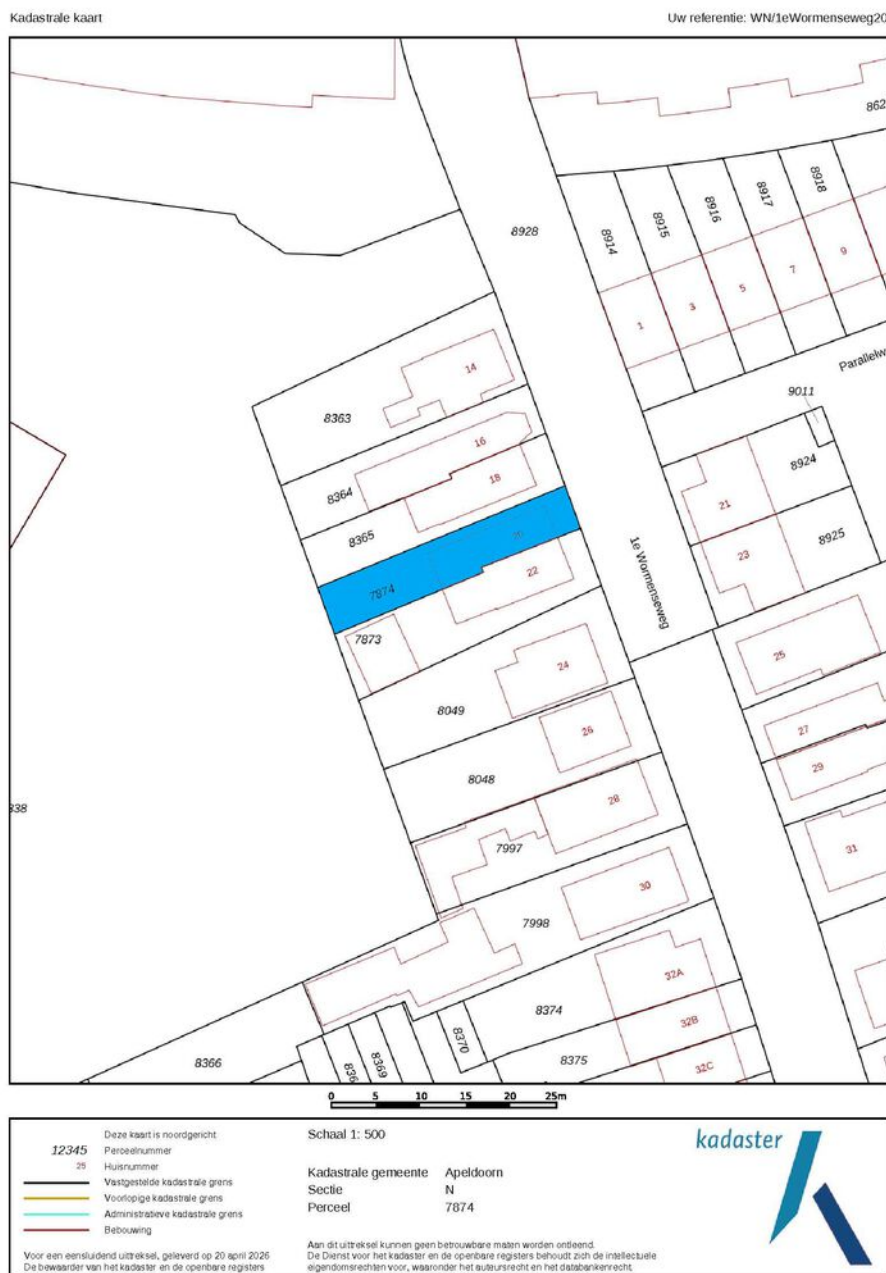 Kadastrale kaart
Uw referentie: WN/1eWormenseweg20
862
8918
8917
8916
8915
8914
8928
9
7
5
3
1
Parallelw
9011
14
8363
16
8364
18
8365
8924
21
8925
23
1e Wormenseweg
20
22
7874
7873
24
8049
25
26
27
8048
29
28
838
7997
31
30
7998
32A
8374
32B
8370
8369
836
8366
8375
32C
0 5 10 15 20 25m
Deze kaart is noordgericht
12345 Perceelnummer
25 Huisnummer
Vastgestelde kadastrale grens
Voorlopige kadastrale grens
Administratieve kadastrale grens
Bebouwing
Voor een eensluidend uittreksel, geleverd op 20 april 2026
De bewaarder van het kadaster en de openbare registers
Schaal 1: 500
Kadastrale gemeente Apeldoorn
Sectie N
Perceel 7874
Aan dit uittreksel kunnen geen betrouwbare maten worden ontleend.
De Dienst voor het kadaster en de openbare registers behoudt zich de intellectuele
eigendomsrechten voor, waaronder het auteursrecht en het databankenrecht.
kadaster